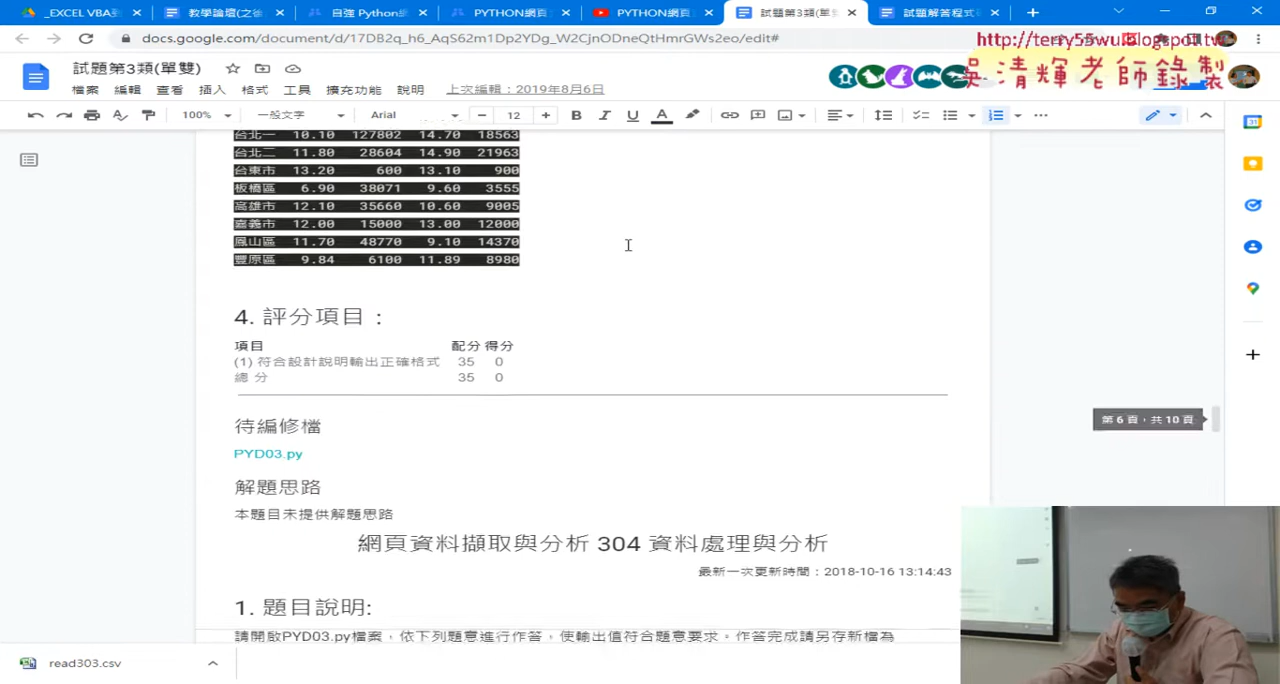 _EXCEL VBA動
教學論壇(之後
自強 Python網
PYTHON網頁
PYTHON網頁
試題第3類(單雙
試題解答程式
docs.google.com/document/d/17DB2q_h6_AqS62m1Dp2YDg_W2CjnODneQtHmrGWs2eo/edit#
http://terry55wu.blogspot.tw
吳清輝老師錄製
試題第3類(單雙)
檔案 編輯 查看 插入 格式 工具 擴充功能 說明 上次編輯：2019年8月6日
100% 一般文字 Arial 12 B I U A
台北一 10.10 127802 14.70 18563
台北二 11.80 28604 14.90 21963
台東市 13.20 600 13.10 900
板橋區 6.90 38071 9.60 3555
高雄市 12.10 35660 10.60 9005
嘉義市 12.00 15000 13.00 12000
鳳山區 11.70 48770 9.10 14370
豐原區 9.84 6100 11.89 8980
4. 評分項目：
項目 配分 得分
(1) 符合設計說明輸出正確格式 35 0
總 分 35 0
待編修檔
第 6 頁，共 10 頁
PYD03.py
解題思路
本題目未提供解題思路
網頁資料擷取與分析 304 資料處理與分析
最新一次更新時間：2018-10-16 13:14:43
1. 題目說明:
請開啟PYD03.py檔案，依下列題意進行作答，使輸出值符合題意要求。作答完成請另存新檔為
read303.csv